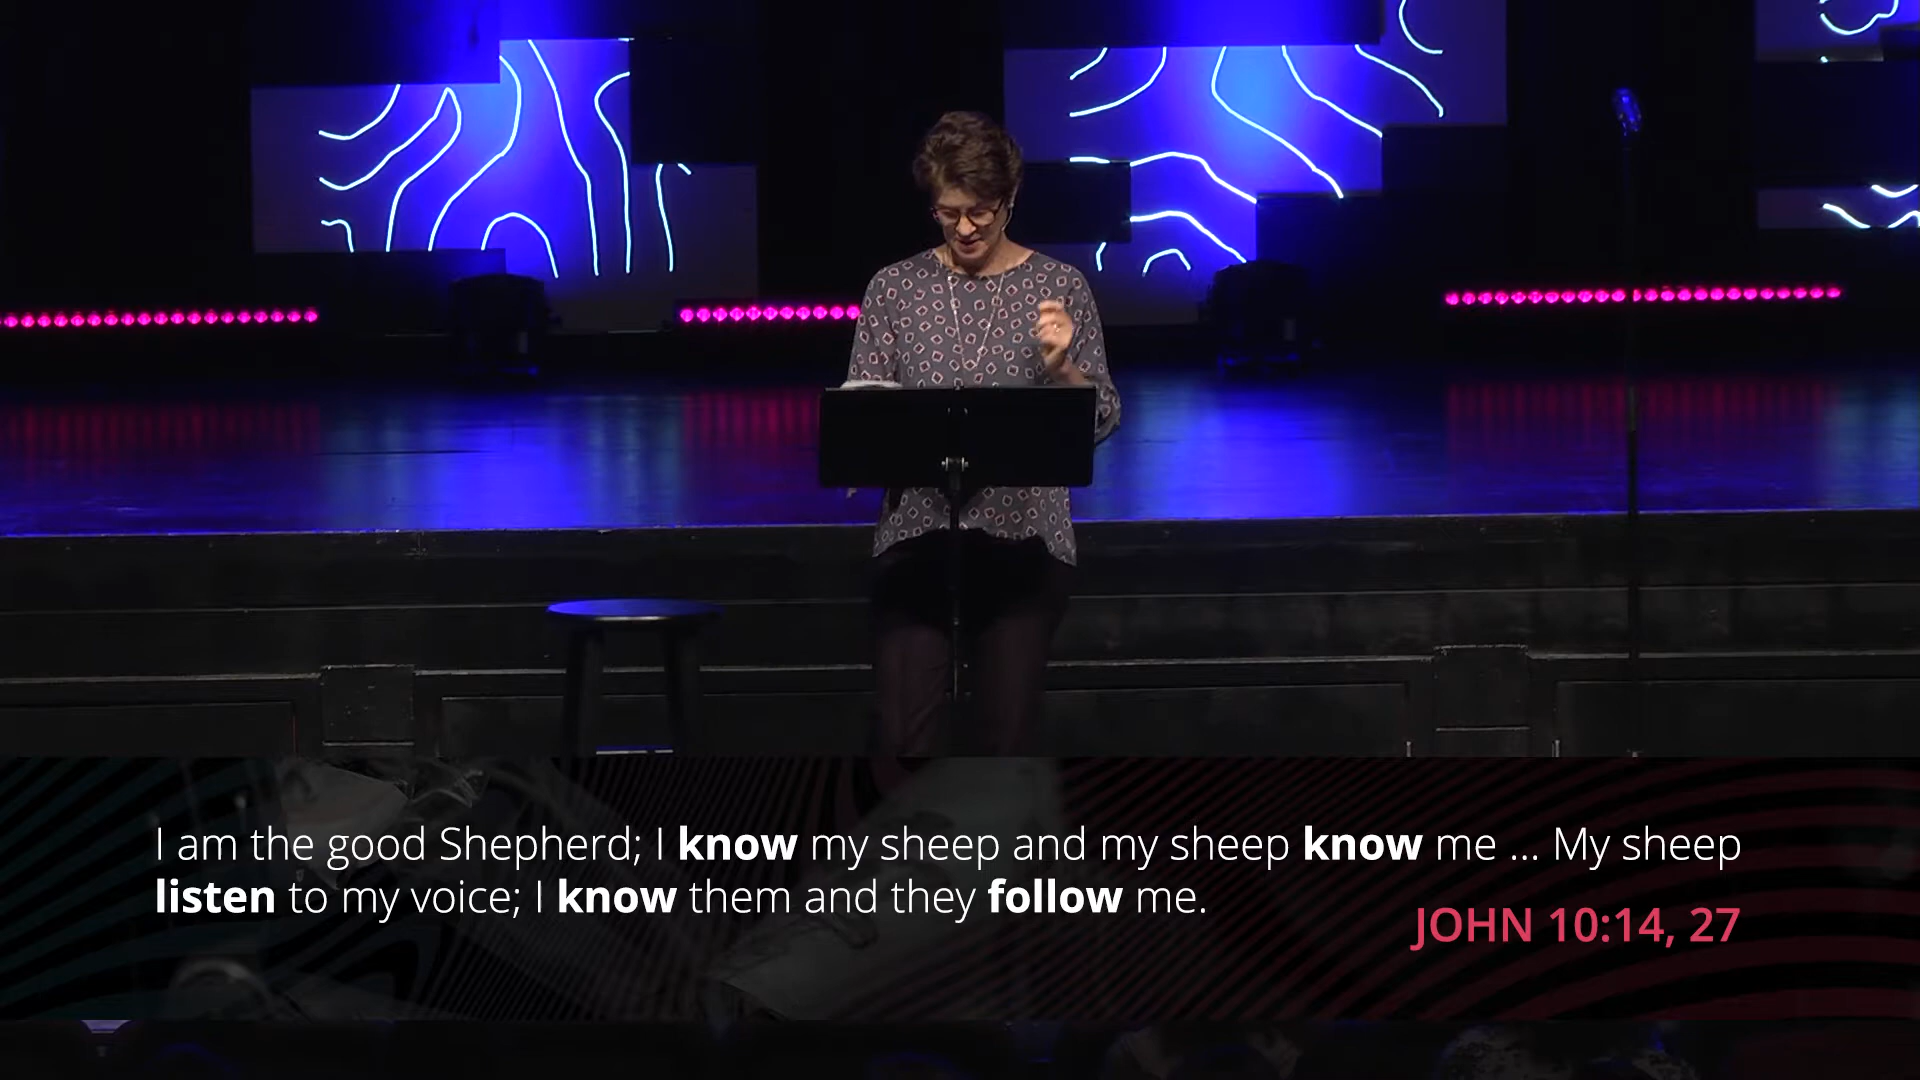 I am the good Shepherd; I know my sheep and my sheep know me ... My sheep
listen to my voice; I know them and they follow me.
JOHN 10:14, 27